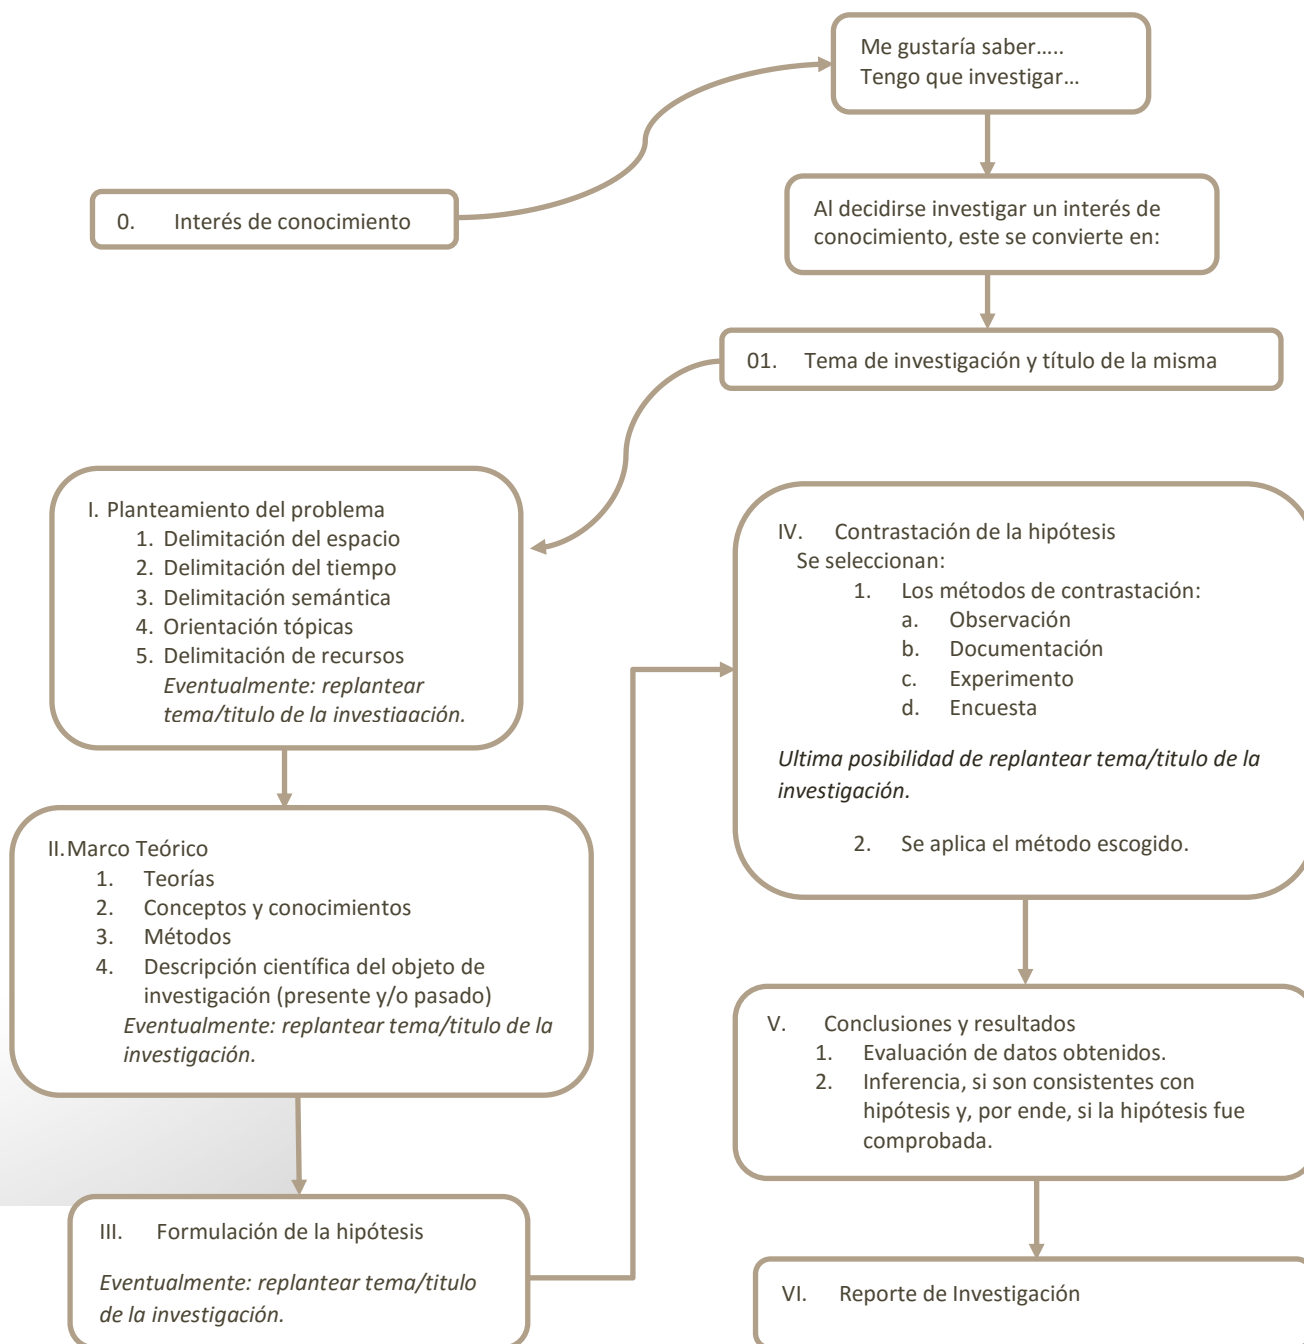 Me gustaría saber…..
Tengo que investigar…
0. Interés de conocimiento
Al decidirse investigar un interés de
conocimiento, este se convierte en:
01. Tema de investigación y título de la misma
I. Planteamiento del problema
1. Delimitación del espacio
2. Delimitación del tiempo
3. Delimitación semántica
4. Orientación tópicas
5. Delimitación de recursos
Eventualmente: replantear
tema/titulo de la investigación.
II. Marco Teórico
1. Teorías
2. Conceptos y conocimientos
3. Métodos
4. Descripción científica del objeto de
investigación (presente y/o pasado)
Eventualmente: replantear tema/titulo de la
investigación.
III. Formulación de la hipótesis
Eventualmente: replantear tema/titulo
de la investigación.
IV. Contrastación de la hipótesis
Se seleccionan:
1. Los métodos de contrastación:
a. Observación
b. Documentación
c. Experimento
d. Encuesta
Ultima posibilidad de replantear tema/titulo de la
investigación.
2. Se aplica el método escogido.
V. Conclusiones y resultados
1. Evaluación de datos obtenidos.
2. Inferencia, si son consistentes con
hipótesis y, por ende, si la hipótesis fue
comprobada.
VI. Reporte de Investigación